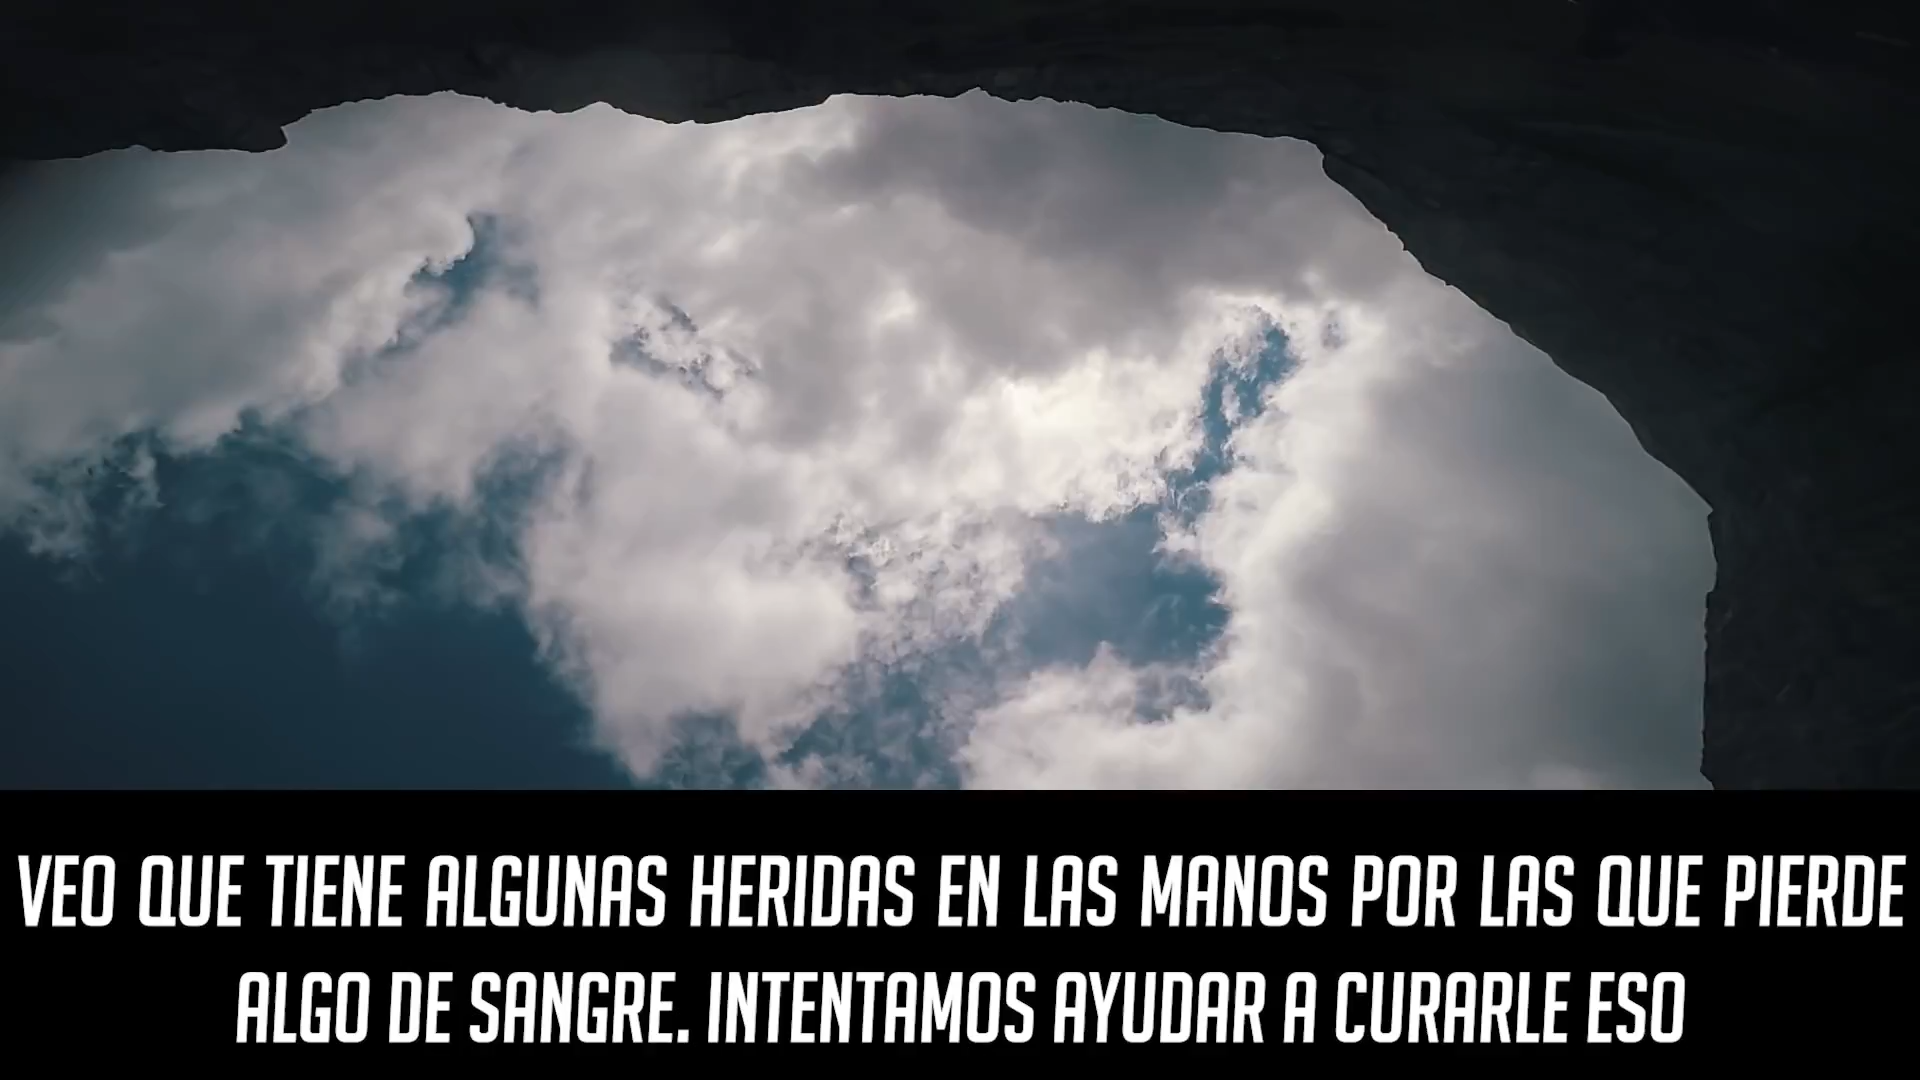 VEO QUE TIENE ALGUNAS HERIDAS EN LAS MANOS POR LAS QUE PIERDE
ALGO DE SANGRE. INTENTAMOS AYUDAR A CURARLE ESO